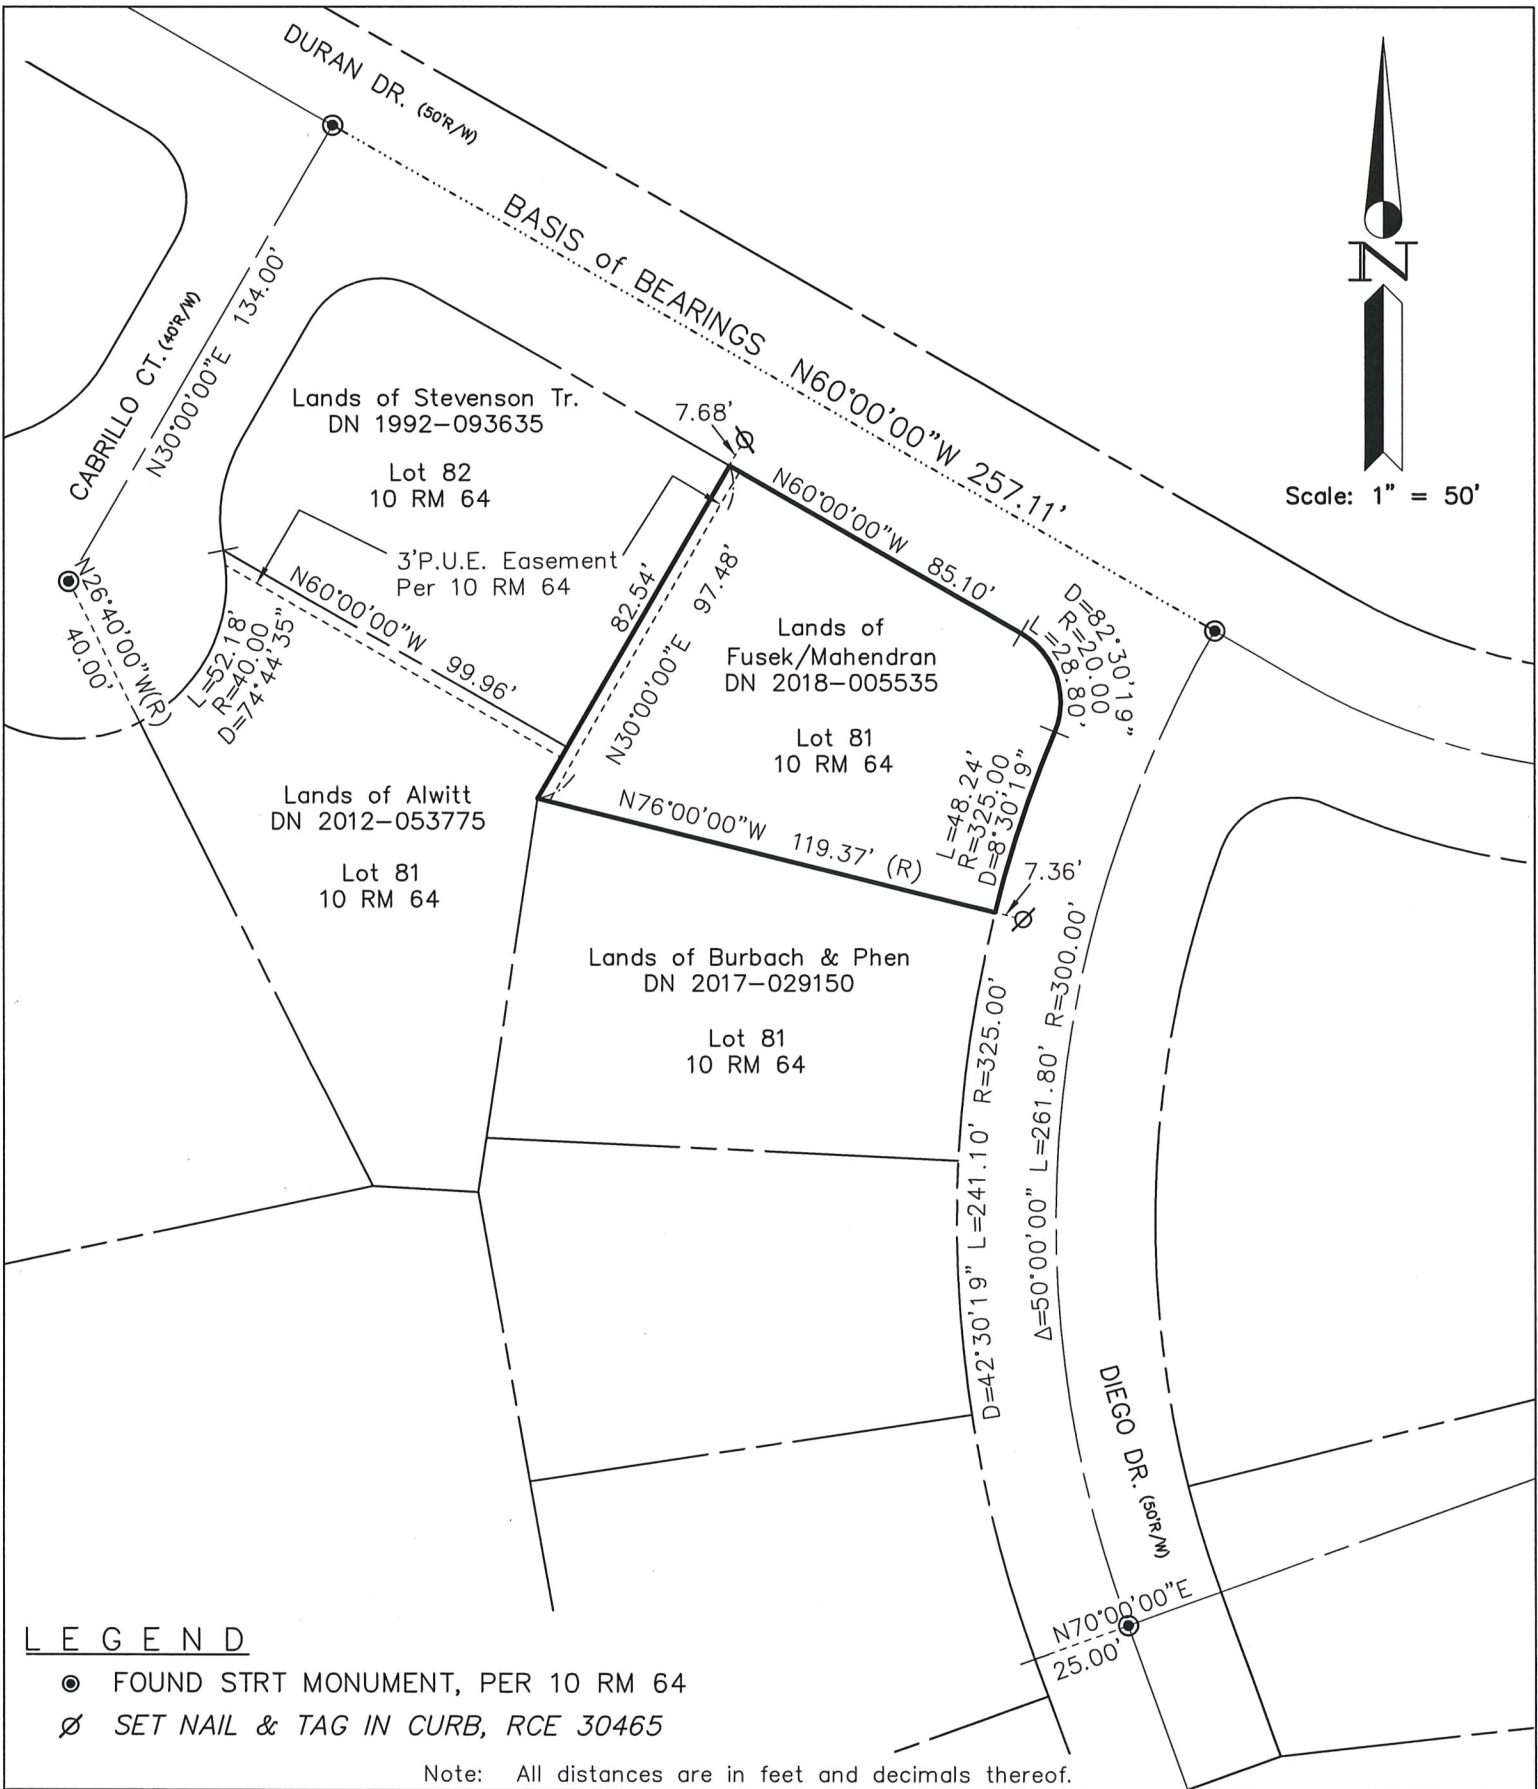 DURAN DR. (50'R/W)
BASIS of BEARINGS N60°00'00"W 257.11'
N
Scale: 1" = 50'
CABRILLO CT. (40'R/W)
N30°00'00"E 134.00'
Lands of Stevenson Tr.
DN 1992-093635
Lot 82
10 RM 64
7.68'
3'P.U.E. Easement
Per 10 RM 64
N60°00'00"W 85.10'
D=82°30'19"
R=20.00
L=28.80'
N26°40'00"W(R)
40.00'
L=52.18'
R=40.00
D=74°44'35"
N60°00'00"W 99.96'
82.54'
N30°00'00"E 97.48'
Lands of
Fusek/Mahendran
DN 2018-005535
Lot 81
10 RM 64
L=48.24'
R=325.00
D=8°30'19"
N76°00'00"W 119.37' (R)
7.36'
Lands of Alwitt
DN 2012-053775
Lot 81
10 RM 64
Lands of Burbach & Phen
DN 2017-029150
Lot 81
10 RM 64
D=42°30'19" L=241.10' R=325.00'
Δ=50°00'00" L=261.80' R=300.00'
DIEGO DR. (50'R/W)
N70°00'00"E
25.00'
LEGEND
FOUND STRT MONUMENT, PER 10 RM 64
SET NAIL & TAG IN CURB, RCE 30465
Note: All distances are in feet and decimals thereof.